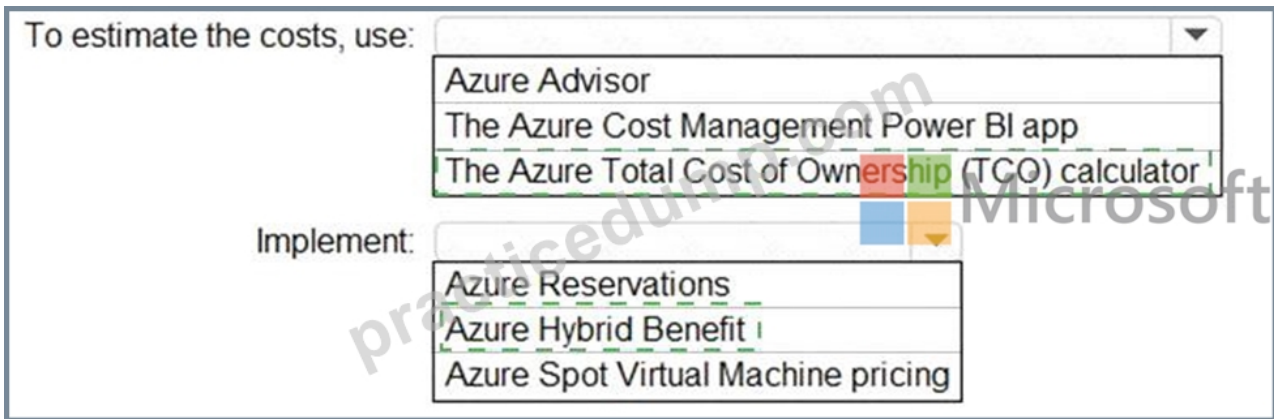 To estimate the costs, use:
Azure Advisor
The Azure Cost Management Power BI app
The Azure Total Cost of Ownership (TCO) calculator
Microsoft
Implement:
Azure Reservations
Azure Hybrid Benefit
Azure Spot Virtual Machine pricing
practicedump.com